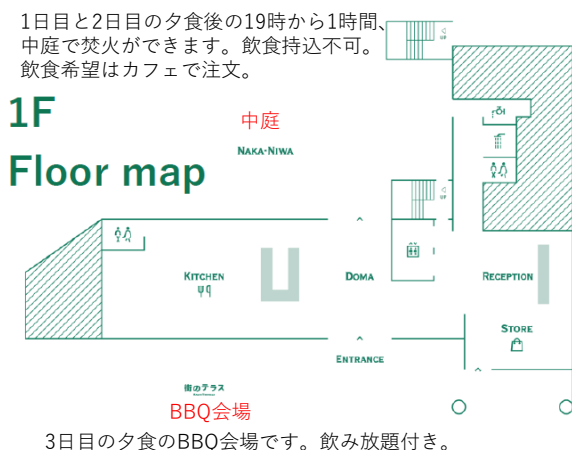 1日目と2日目の夕食後の19時から1時間、
中庭で焚火ができます。飲食持込不可。
飲食希望はカフェで注文。
1F
Floor map
中庭
NAKA-NIWA
UP
UP
KITCHEN
DOMA
RECEPTION
STORE
ENTRANCE
街のテラス
BBQ会場
3日目の夕食のBBQ会場です。飲み放題付き。